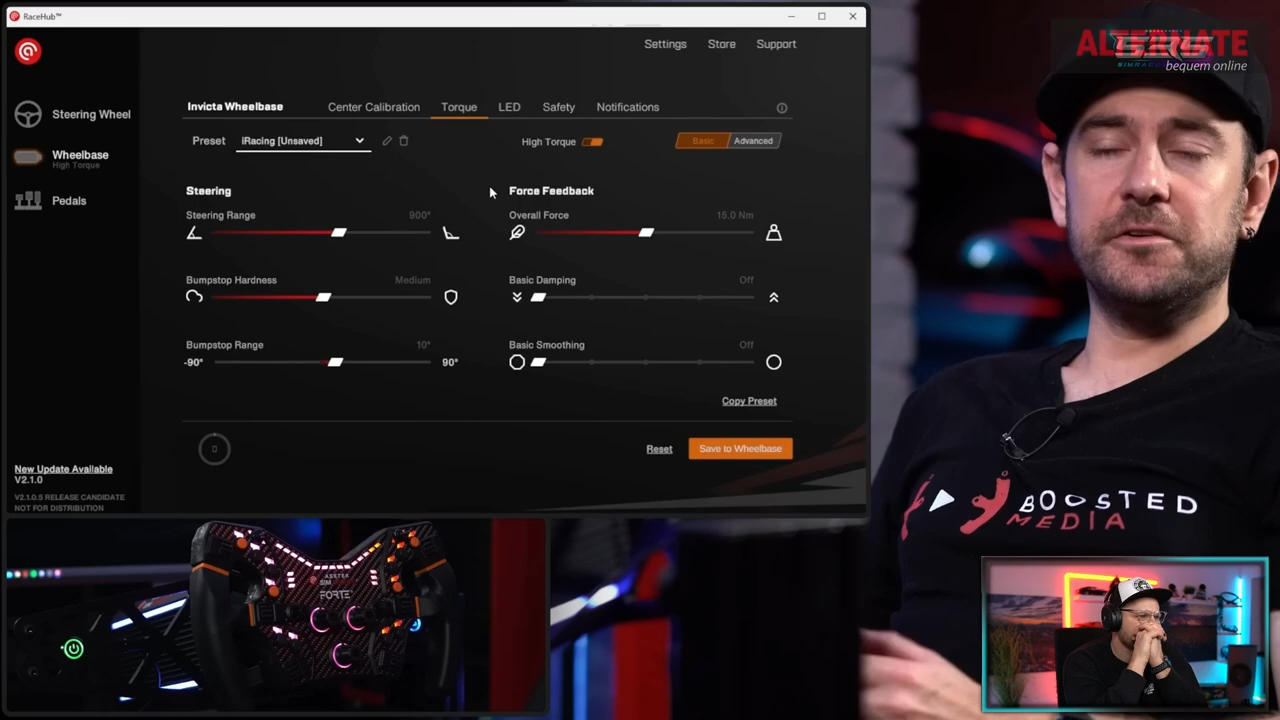 RaceHub™
Settings Store Support
ALTERNATE
bequem online
Steering Wheel
Wheelbase
High Torque
Pedals
Invicta Wheelbase Center Calibration Torque LED Safety Notifications
Preset iRacing [Unsaved] High Torque Basic Advanced
Steering Force Feedback
Steering Range 900° Overall Force 15.0 Nm
Bumpstop Hardness Medium Basic Damping Off
Bumpstop Range 10° Basic Smoothing Off
-90° 90°
Copy Preset
Reset Save to Wheelbase
New Update Available
V2.1.0
V2.1.0.5 RELEASE CANDIDATE
NOT FOR DISTRIBUTION
BOOSTED
MEDIA
ASETEK
FORTE